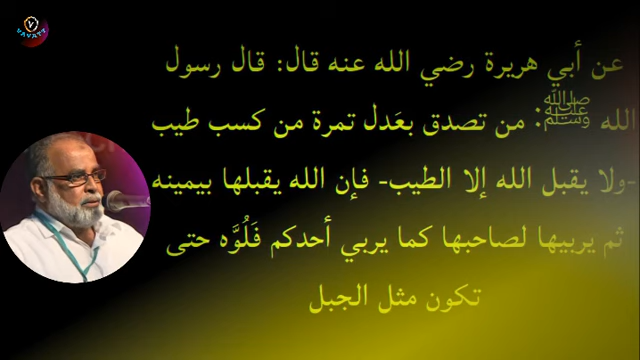 VAVATT
عن أبي هريرة رضي الله عنه قال: قال رسول
الله ﷺ: من تصدق بعَدل تمرة من كسب طيب
-ولا يقبل الله إلا الطيب- فإن الله يقبلها بيمينه
ثم يربيها لصاحبها كما يربي أحدكم فَلُوَّه حتى
تكون مثل الجبل